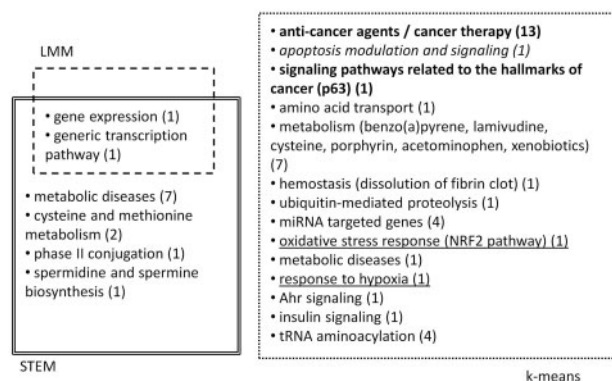 LMM
• gene expression (1)
• generic transcription
pathway (1)
• metabolic diseases (7)
• cysteine and methionine
metabolism (2)
• phase II conjugation (1)
• spermidine and spermine
biosynthesis (1)
STEM
• anti-cancer agents / cancer therapy (13)
• apoptosis modulation and signaling (1)
• signaling pathways related to the hallmarks of
cancer (p63) (1)
• amino acid transport (1)
• metabolism (benzo(a)pyrene, lamivudine,
cysteine, porphyrin, acetominophen, xenobiotics)
(7)
• hemostasis (dissolution of fibrin clot) (1)
• ubiquitin-mediated proteolysis (1)
• miRNA targeted genes (4)
• oxidative stress response (NRF2 pathway) (1)
• metabolic diseases (1)
• response to hypoxia (1)
• Ahr signaling (1)
• insulin signaling (1)
• tRNA aminoacylation (4)
k-means